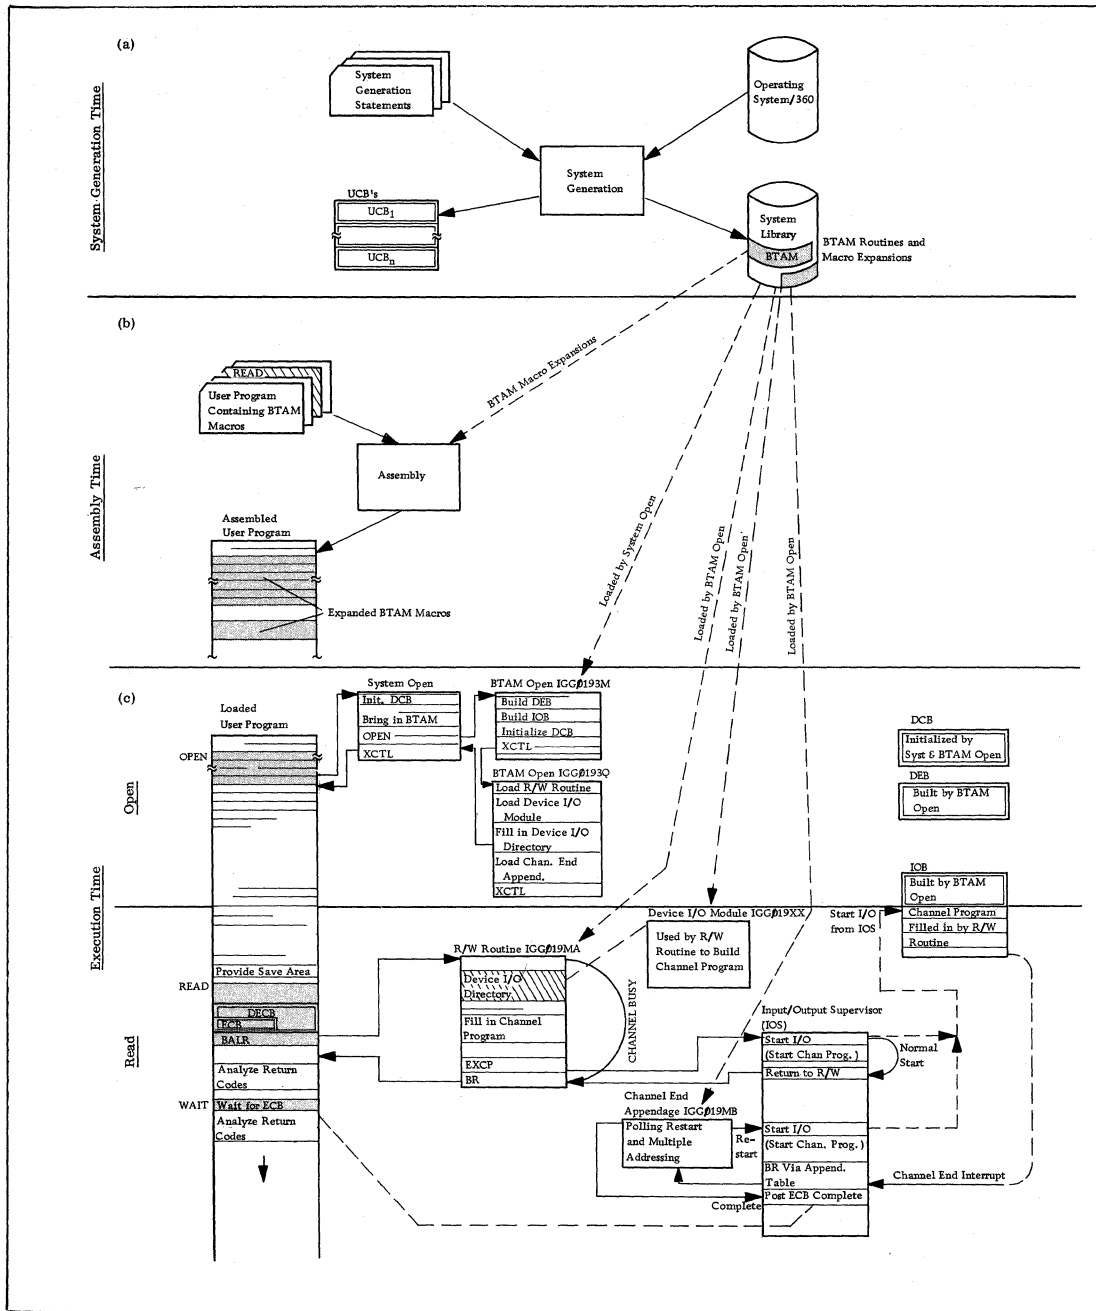 (a)
System Generation Time
System
Generation
Statements
Operating
System/360
System
Generation
UCB's
UCB1
UCBn
System
Library
BTAM
BTAM Routines and
Macro Expansions
(b)
Assembly Time
READ
User Program
Containing BTAM
Macros
BTAM Macro Expansions
Assembly
Assembled
User Program
Expanded BTAM Macros
Loaded by System Open
Loaded by BTAM Open
Loaded by BTAM Open
Loaded by BTAM Open
(c)
Execution Time
Open
Loaded
User Program
OPEN
System Open
Init. DCB
Bring in BTAM
OPEN
XCTL
BTAM Open IGG0193M
Build DEB
Build IOB
Initialize DCB
XCTL
BTAM Open IGG0193Q
Load R/W Routine
Load Device I/O
Module
Fill in Device I/O
Directory
Load Chan. End
Append.
XCTL
DCB
Initialized by
Syst & BTAM Open
DEB
Built by BTAM
Open
IOB
Built by BTAM
Open
Channel Program
Filled in by R/W
Routine
Start I/O
from IOS
Read
Provide Save Area
READ
DECB
ECB
BALR
Analyze Return
Codes
WAIT
Wait for ECB
Analyze Return
Codes
R/W Routine IGG019MA
Device I/O
Directory
Fill in Channel
Program
EXCP
BR
CHANNEL BUSY
Device I/O Module IGG019XX
Used by R/W
Routine to Build
Channel Program
Input/Output Supervisor
(IOS)
Start I/O
(Start Chan Prog.)
Return to R/W
Normal
Start
Channel End
Appendage IGG019MB
Polling Restart
and Multiple
Addressing
Re-
start
Start I/O
(Start Chan. Prog.)
BR Via Append.
Table
Post ECB Complete
Complete
Channel End Interrupt